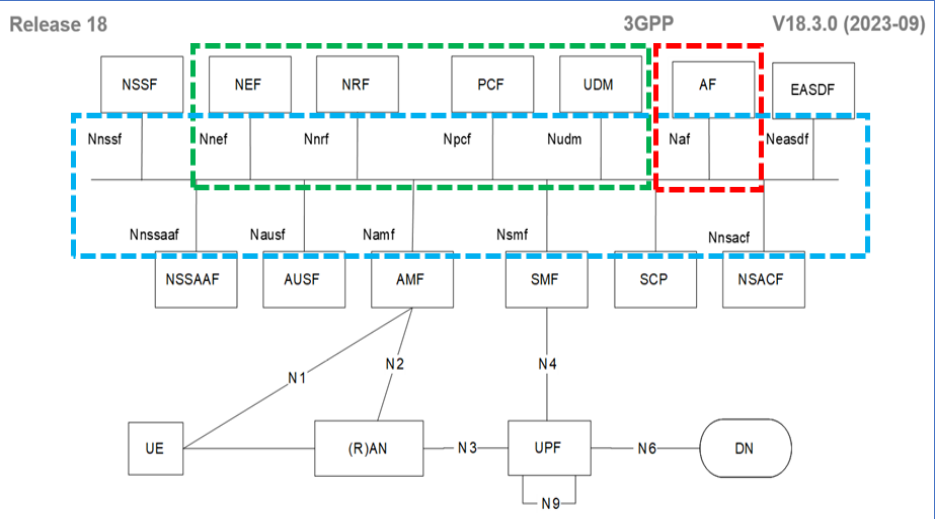 Release 18 3GPP V18.3.0 (2023-09)
NSSF NEF NRF PCF UDM AF EASDF
Nnssf Nnef Nnrf Npcf Nudm Naf Neasdf
Nnssaaf Nausf Namf Nsmf Nnsacf
NSSAAF AUSF AMF SMF SCP NSACF
N1 N2 N4
UE (R)AN N3 UPF N6 DN
N9